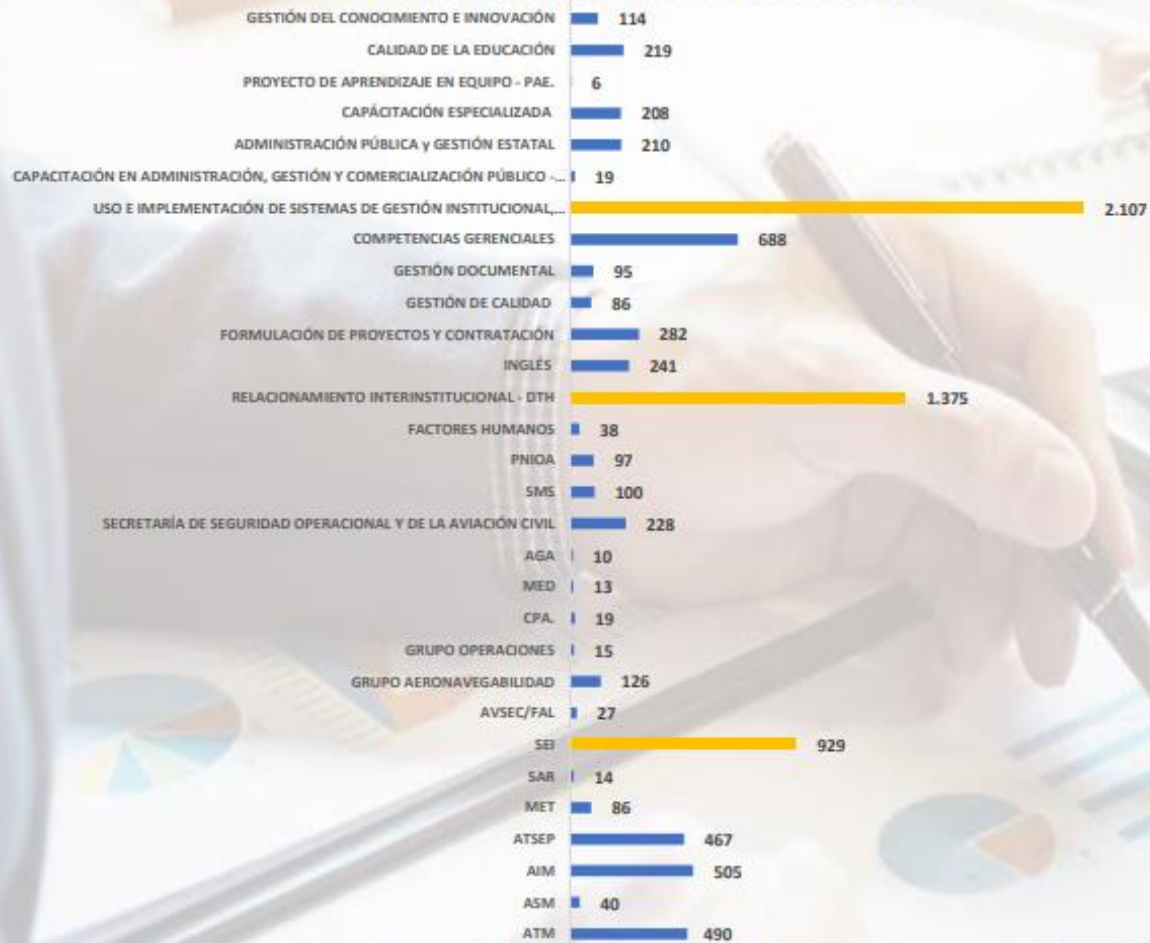 GESTIÓN DEL CONOCIMIENTO E INNOVACIÓN 114
CALIDAD DE LA EDUCACIÓN 219
PROYECTO DE APRENDIZAJE EN EQUIPO - PAE. 6
CAPÁCITACIÓN ESPECIALIZADA 208
ADMINISTRACIÓN PÚBLICA y GESTIÓN ESTATAL 210
CAPACITACIÓN EN ADMINISTRACIÓN, GESTIÓN Y COMERCIALIZACIÓN PÚBLICO -... 19
USO E IMPLEMENTACIÓN DE SISTEMAS DE GESTIÓN INSTITUCIONAL,... 2.107
COMPETENCIAS GERENCIALES 688
GESTIÓN DOCUMENTAL 95
GESTIÓN DE CALIDAD 86
FORMULACIÓN DE PROYECTOS Y CONTRATACIÓN 282
INGLÉS 241
RELACIONAMIENTO INTERINSTITUCIONAL - DTH 1.375
FACTORES HUMANOS 38
PNIOA 97
SMS 100
SECRETARÍA DE SEGURIDAD OPERACIONAL Y DE LA AVIACIÓN CIVIL 228
AGA 10
MED 13
CPA. 19
GRUPO OPERACIONES 15
GRUPO AERONAVEGABILIDAD 126
AVSEC/FAL 27
SEI 929
SAR 14
MET 86
ATSEP 467
AIM 505
ASM 40
ATM 490